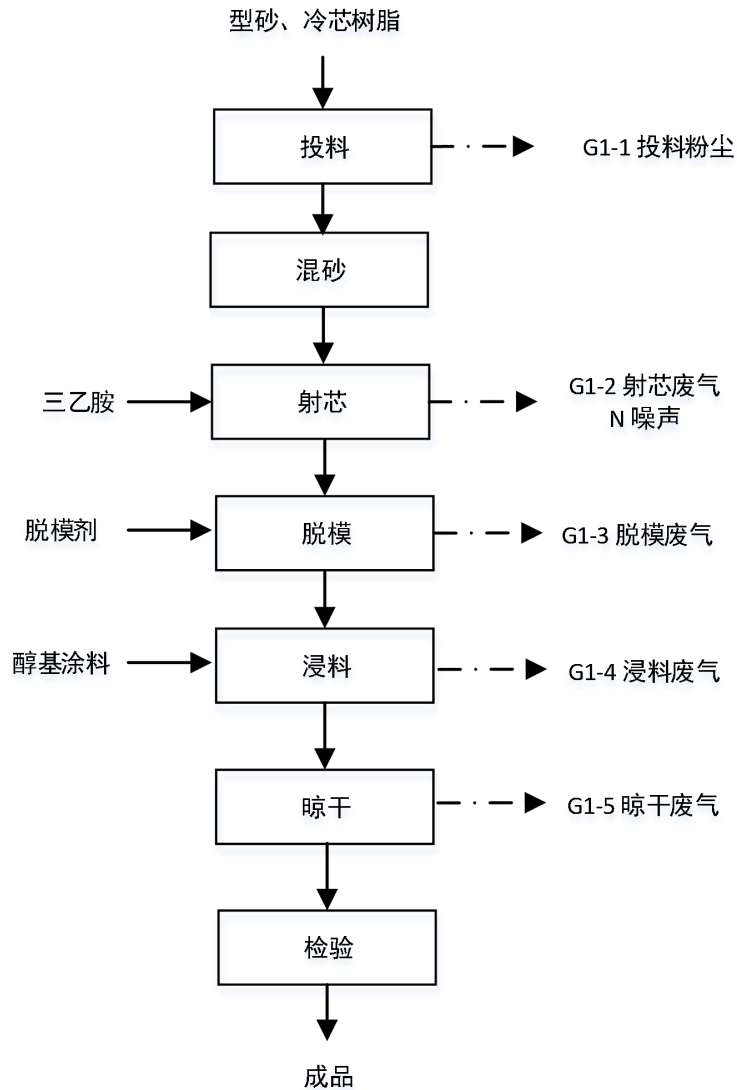 型砂、冷芯树脂
投料
G1-1 投料粉尘
混砂
三乙胺
射芯
G1-2 射芯废气
N 噪声
脱模剂
脱模
G1-3 脱模废气
醇基涂料
浸料
G1-4 浸料废气
晾干
G1-5 晾干废气
检验
成品